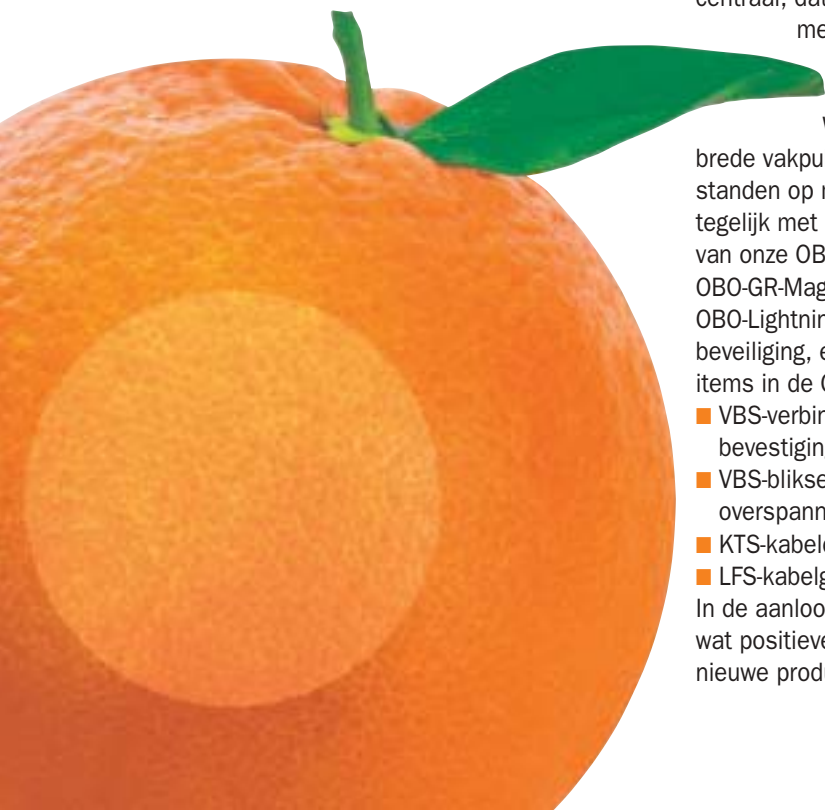 centraal, dat
me
brede vakpu
standen op
tegelijk met
van onze OB
OBO-GR-Mag
OBO-Lightnin
beveiliging, e
items in de
■ VBS-verbin
bevestigin
■ VBS-blikse
overspann
■ KTS-kabel
■ LFS-kabelg
In de aanloo
wat positieve
nieuwe produ